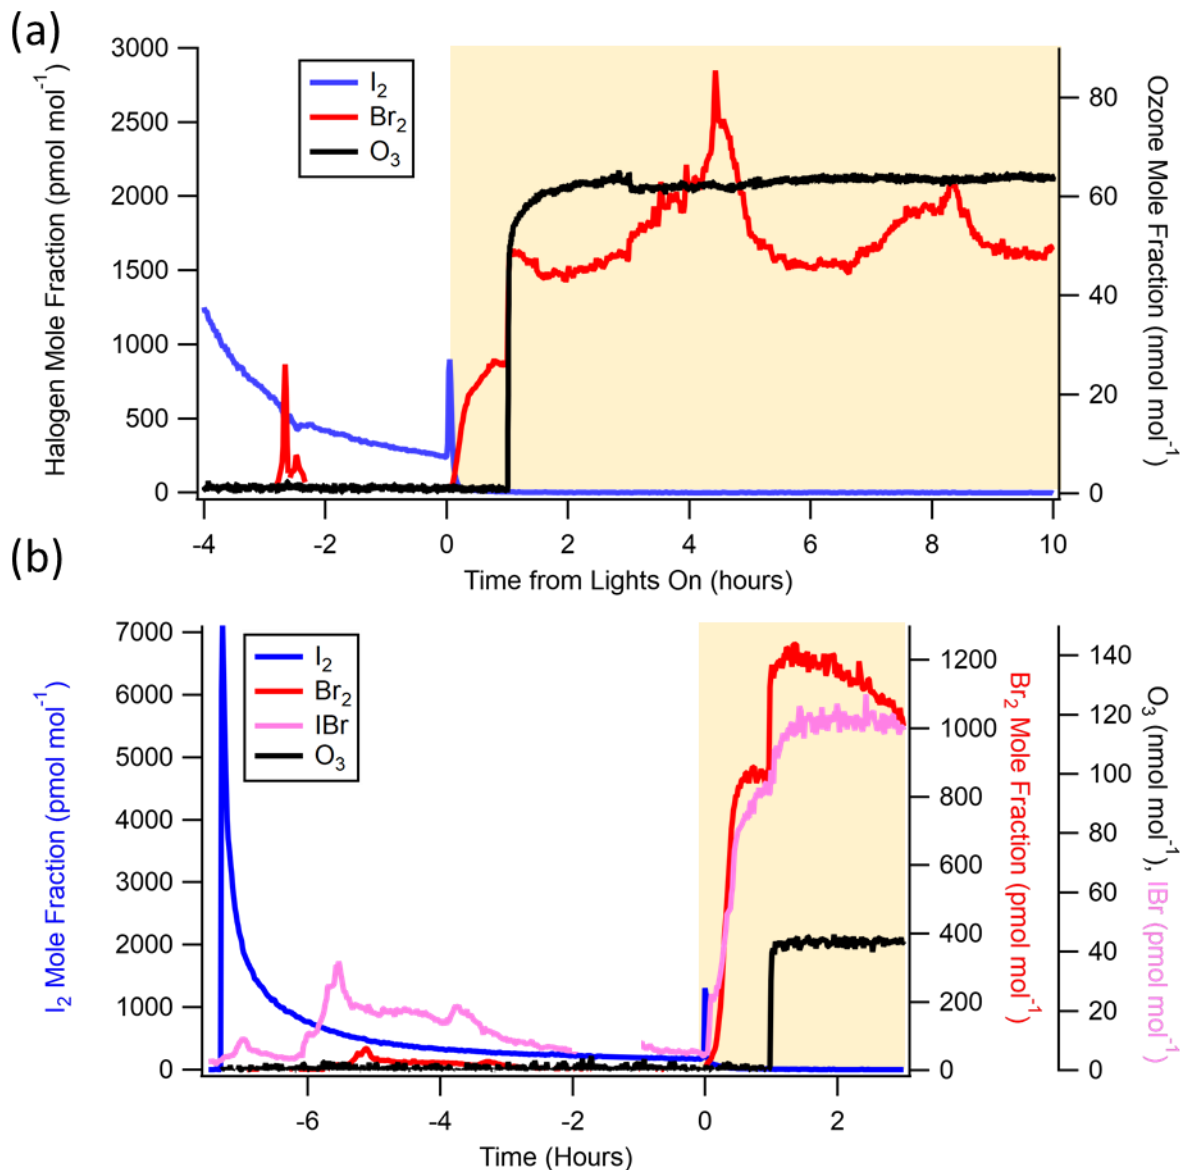 (a)
Halogen Mole Fraction (pmol mol⁻¹)
3000
2500
2000
1500
1000
500
0
I₂
Br₂
O₃
80
60
40
20
0
Ozone Mole Fraction (nmol mol⁻¹)
-4 -2 0 2 4 6 8 10
Time from Lights On (hours)
(b)
I₂ Mole Fraction (pmol mol⁻¹)
7000
6000
5000
4000
3000
2000
1000
0
I₂
Br₂
IBr
O₃
1200
1000
800
600
400
200
0
Br₂ Mole Fraction (pmol mol⁻¹)
140
120
100
80
60
40
20
0
O₃ (nmol mol⁻¹), IBr (pmol mol⁻¹)
-6 -4 -2 0 2
Time (Hours)